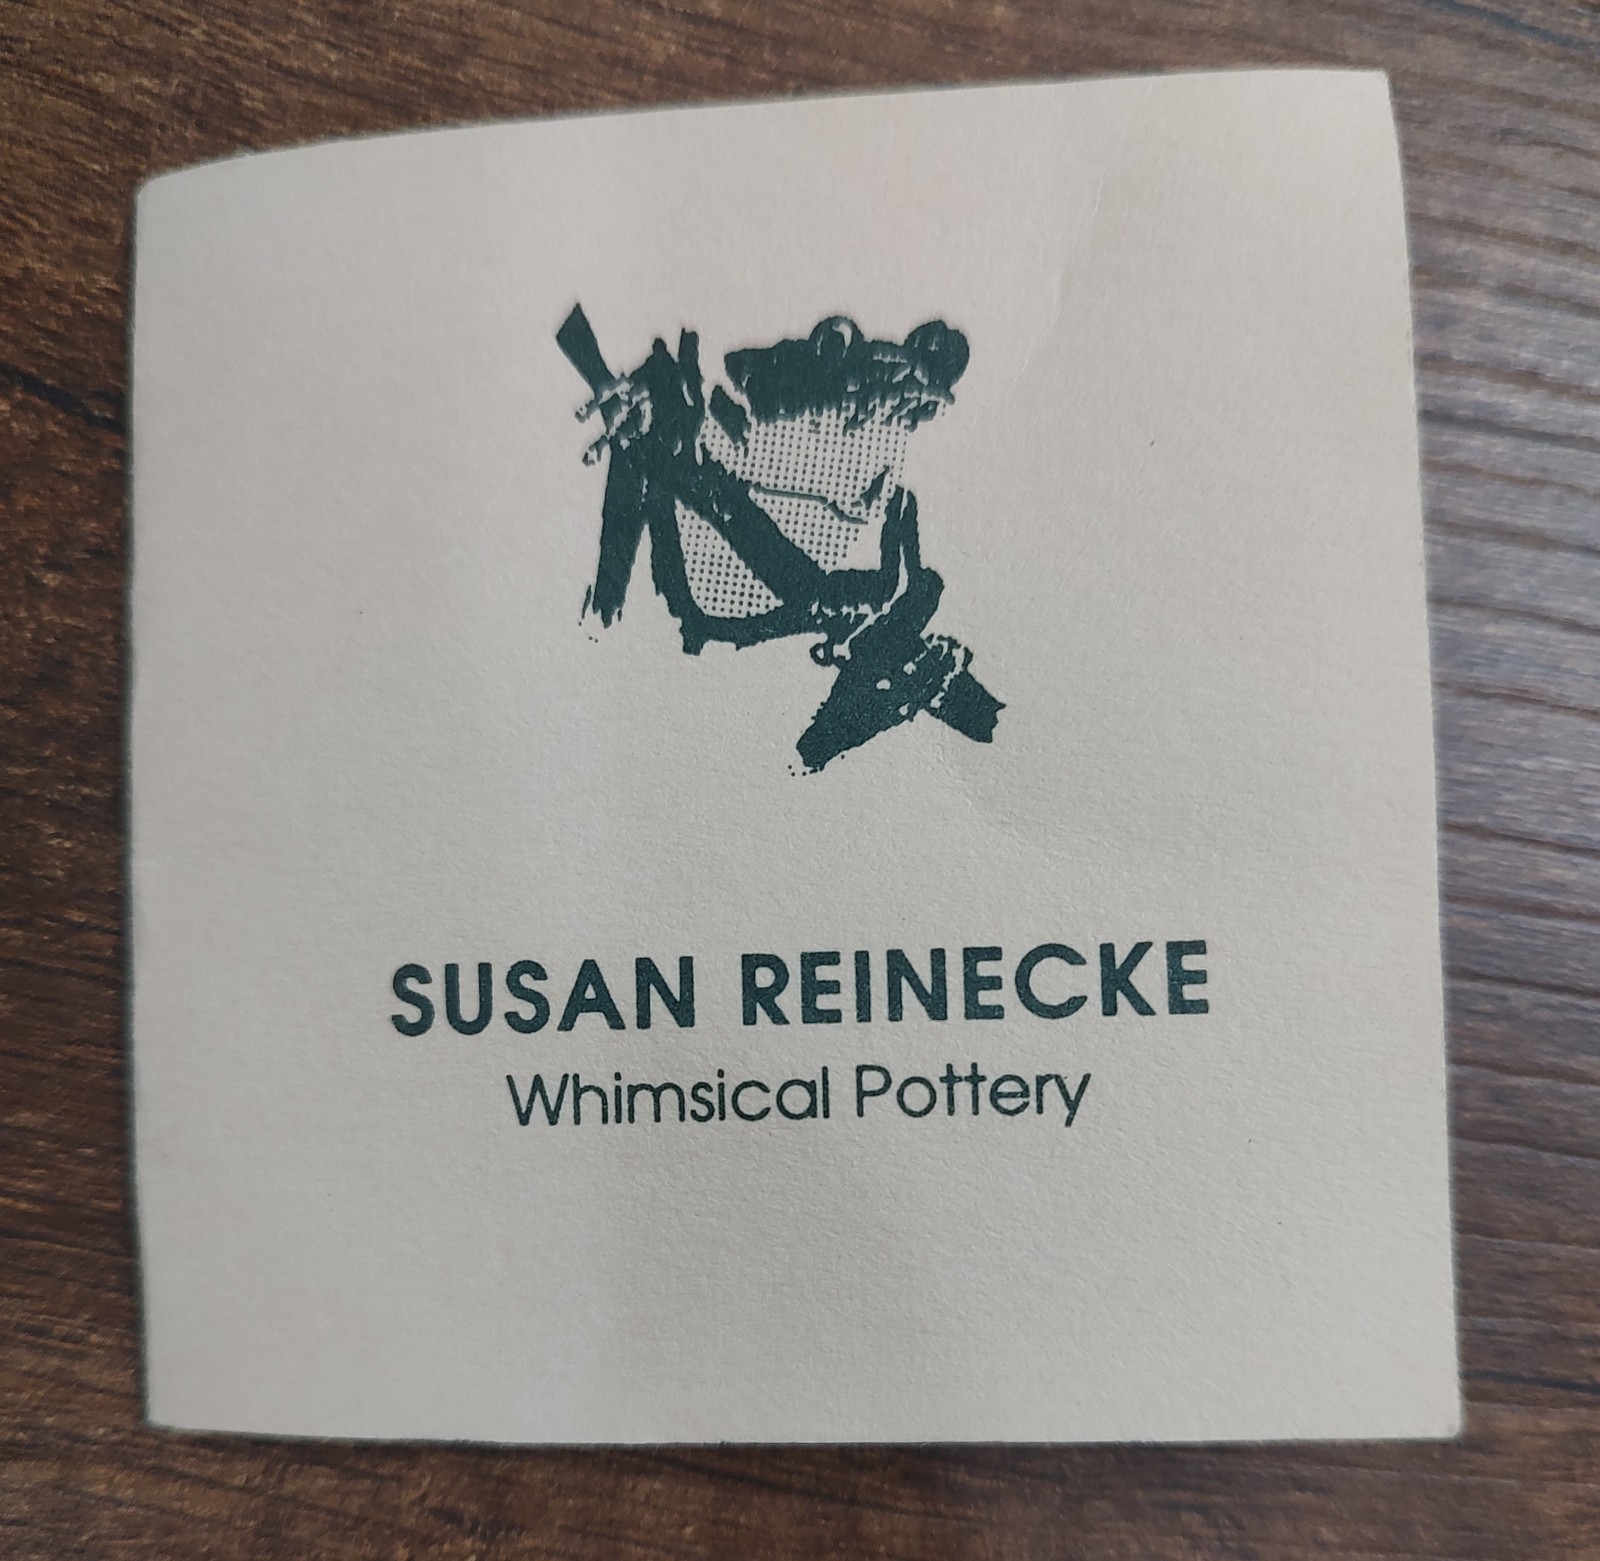 SUSAN REINECKE
Whimsical Pottery